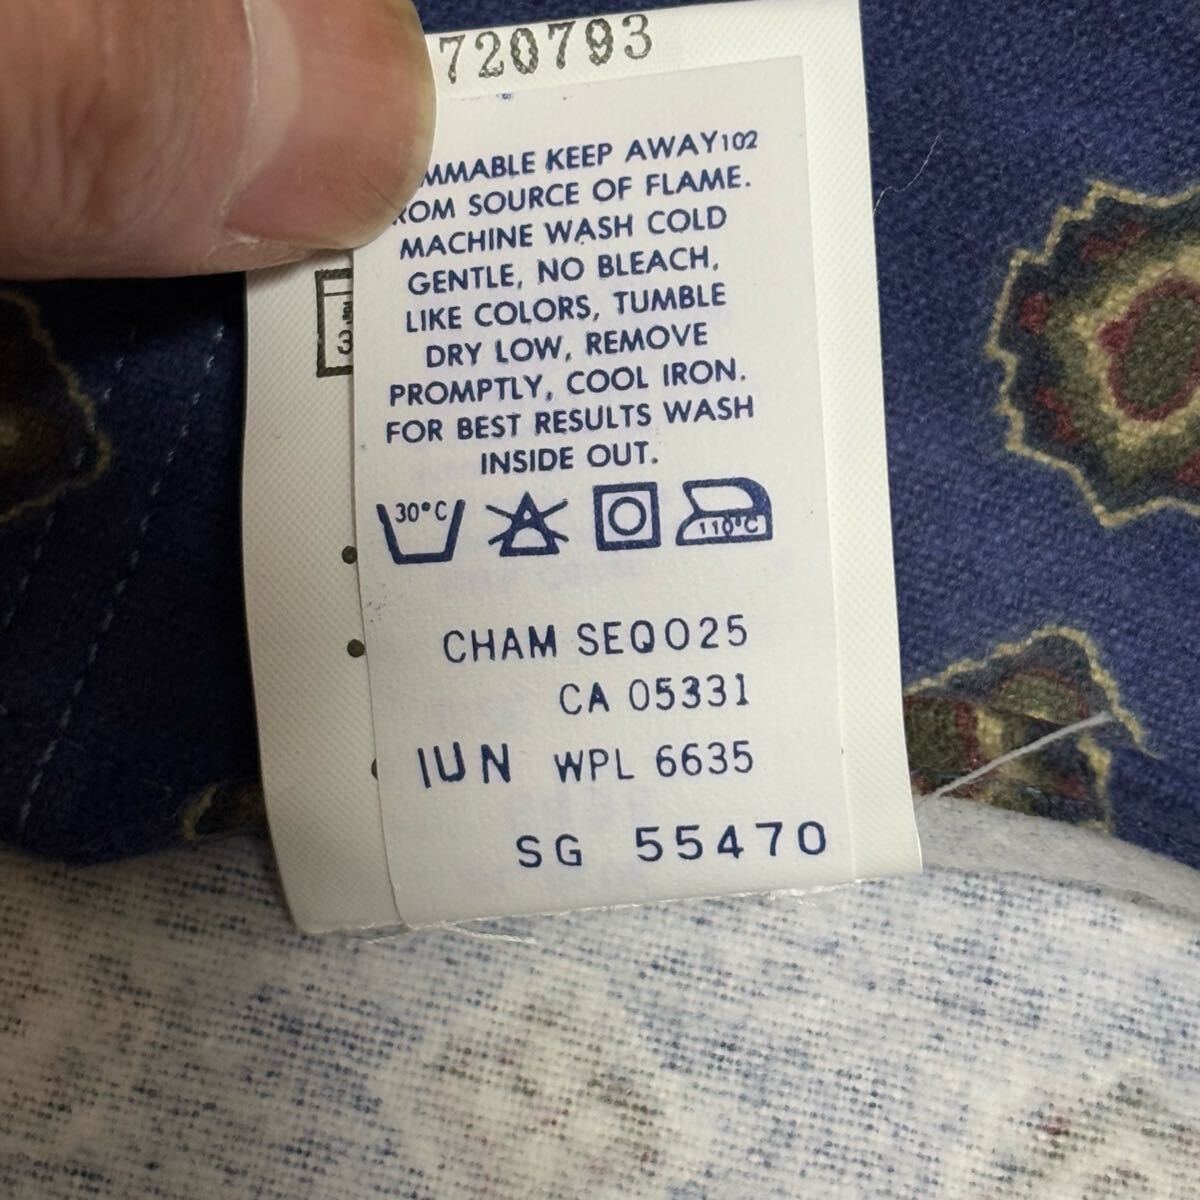 720793
MMABLE KEEP AWAY102
ROM SOURCE OF FLAME.
MACHINE WASH COLD
GENTLE, NO BLEACH,
LIKE COLORS, TUMBLE
DRY LOW, REMOVE
PROMPTLY, COOL IRON.
FOR BEST RESULTS WASH
INSIDE OUT.
30°C
110°C
CHAM SEQ025
CA 05331
IUN WPL 6635
SG 55470